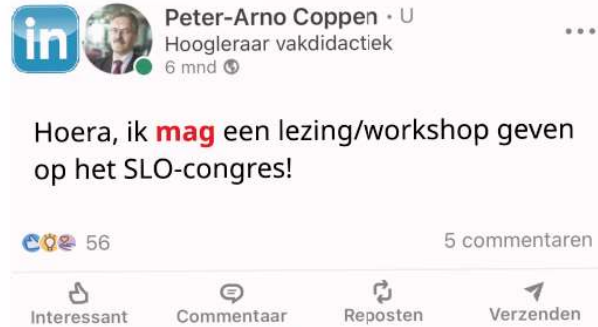 in
Peter-Arno Coppen · U
Hoogleraar vakdidactiek
6 mnd
Hoera, ik mag een lezing/workshop geven
op het SLO-congres!
56
5 commentaren
Interessant
Commentaar
Reposten
Verzenden